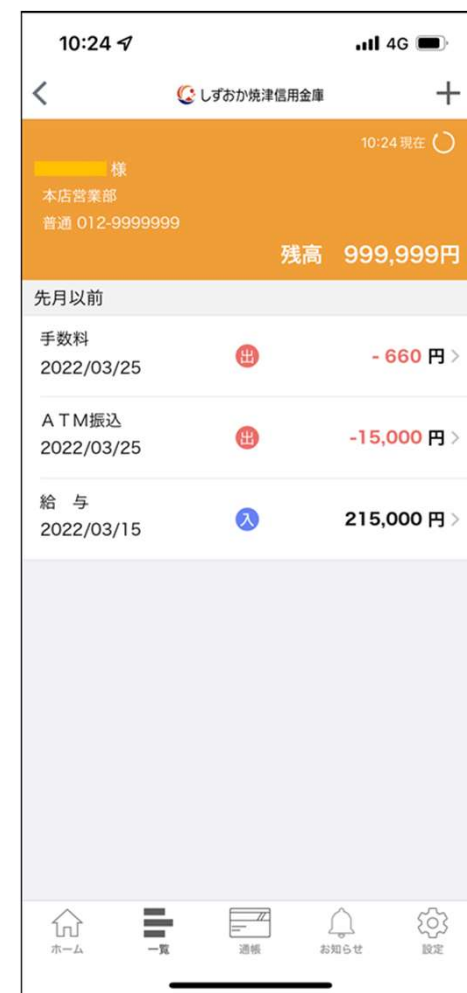 10:24 4G
しずおか焼津信用金庫
10:24 現在
様
本店営業部
普通 012-9999999
残高 999,999円
先月以前
手数料
2022/03/25 出 - 660 円
ATM振込
2022/03/25 出 -15,000 円
給 与
2022/03/15 入 215,000 円
ホーム 一覧 通帳 お知らせ 設定